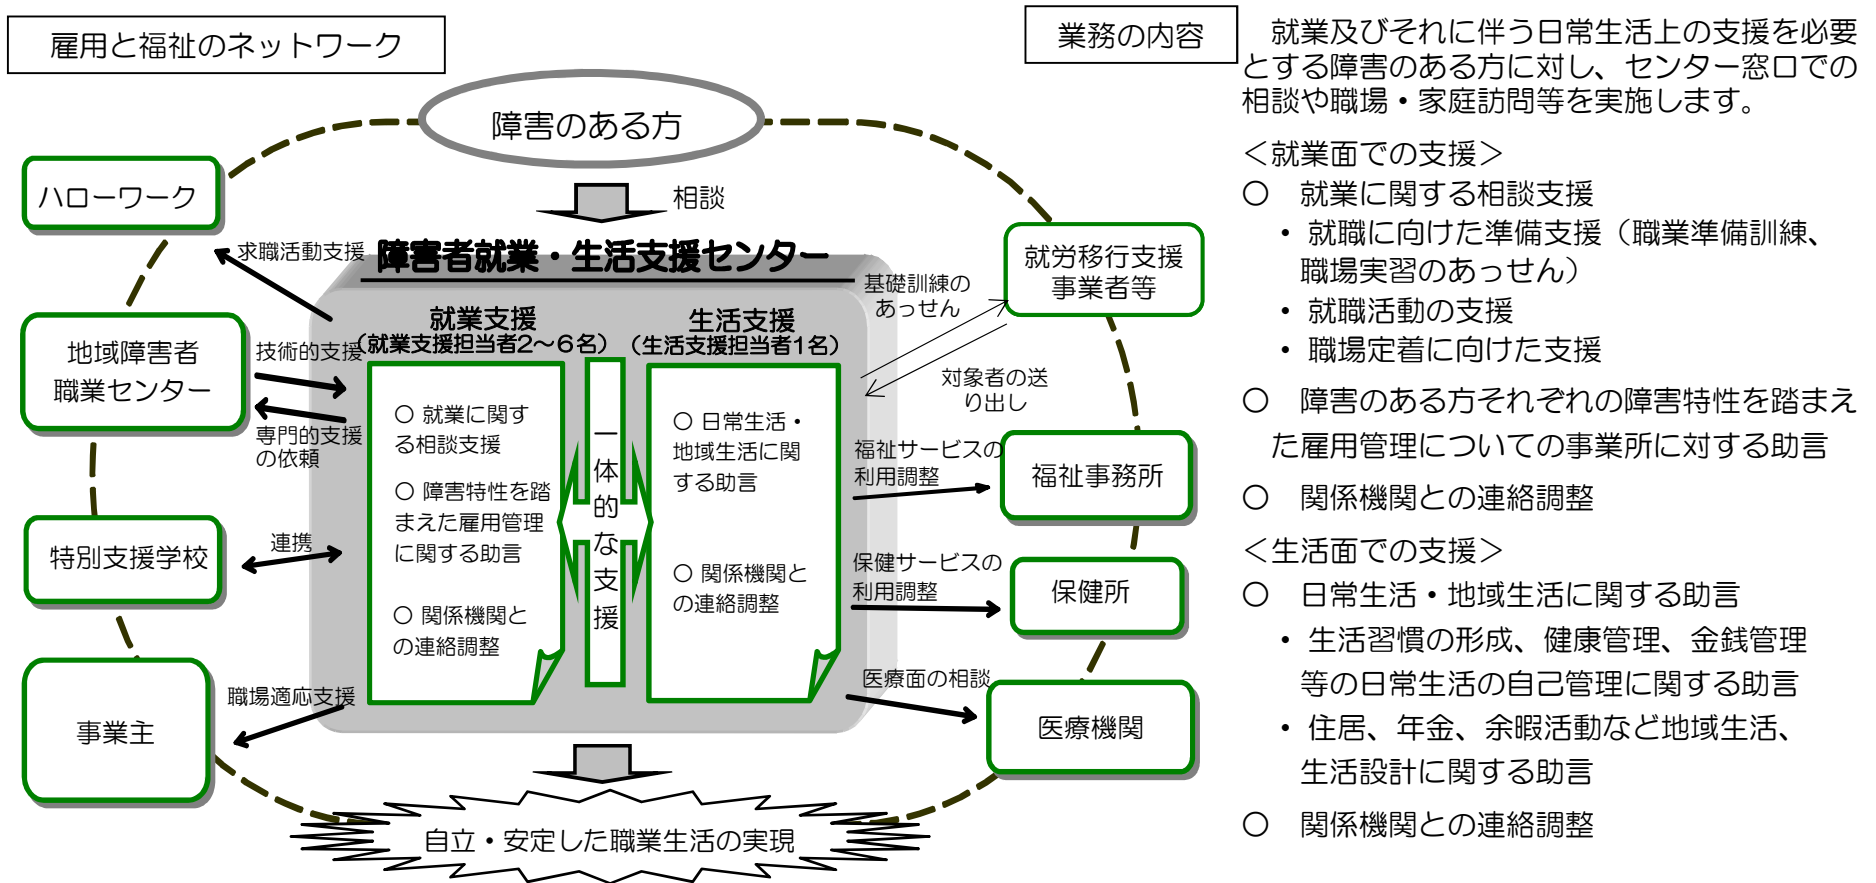 雇用と福祉のネットワーク
障害のある方
相談
ハローワーク
求職活動支援
地域障害者
職業センター
技術的支援
専門的支援
の依頼
特別支援学校
連携
事業主
職場適応支援
障害者就業・生活支援センター
就業支援
（就業支援担当者2～6名）
○ 就業に関す
る相談支援
○ 障害特性を踏
まえた雇用管理
に関する助言
○ 関係機関と
の連絡調整
一体的な支援
生活支援
（生活支援担当者1名）
○ 日常生活・
地域生活に関
する助言
○ 関係機関と
の連絡調整
基礎訓練の
あっせん
対象者の送
り出し
就労移行支援
事業者等
福祉サービスの
利用調整
福祉事務所
保健サービスの
利用調整
保健所
医療面の相談
医療機関
自立・安定した職業生活の実現
業務の内容
就業及びそれに伴う日常生活上の支援を必要
とする障害のある方に対し、センター窓口での
相談や職場・家庭訪問等を実施します。
＜就業面での支援＞
○　就業に関する相談支援
・ 就職に向けた準備支援（職業準備訓練、
職場実習のあっせん）
・ 就職活動の支援
・ 職場定着に向けた支援
○　障害のある方それぞれの障害特性を踏まえ
た雇用管理についての事業所に対する助言
○　関係機関との連絡調整
＜生活面での支援＞
○　日常生活・地域生活に関する助言
・ 生活習慣の形成、健康管理、金銭管理
等の日常生活の自己管理に関する助言
・ 住居、年金、余暇活動など地域生活、
生活設計に関する助言
○　関係機関との連絡調整